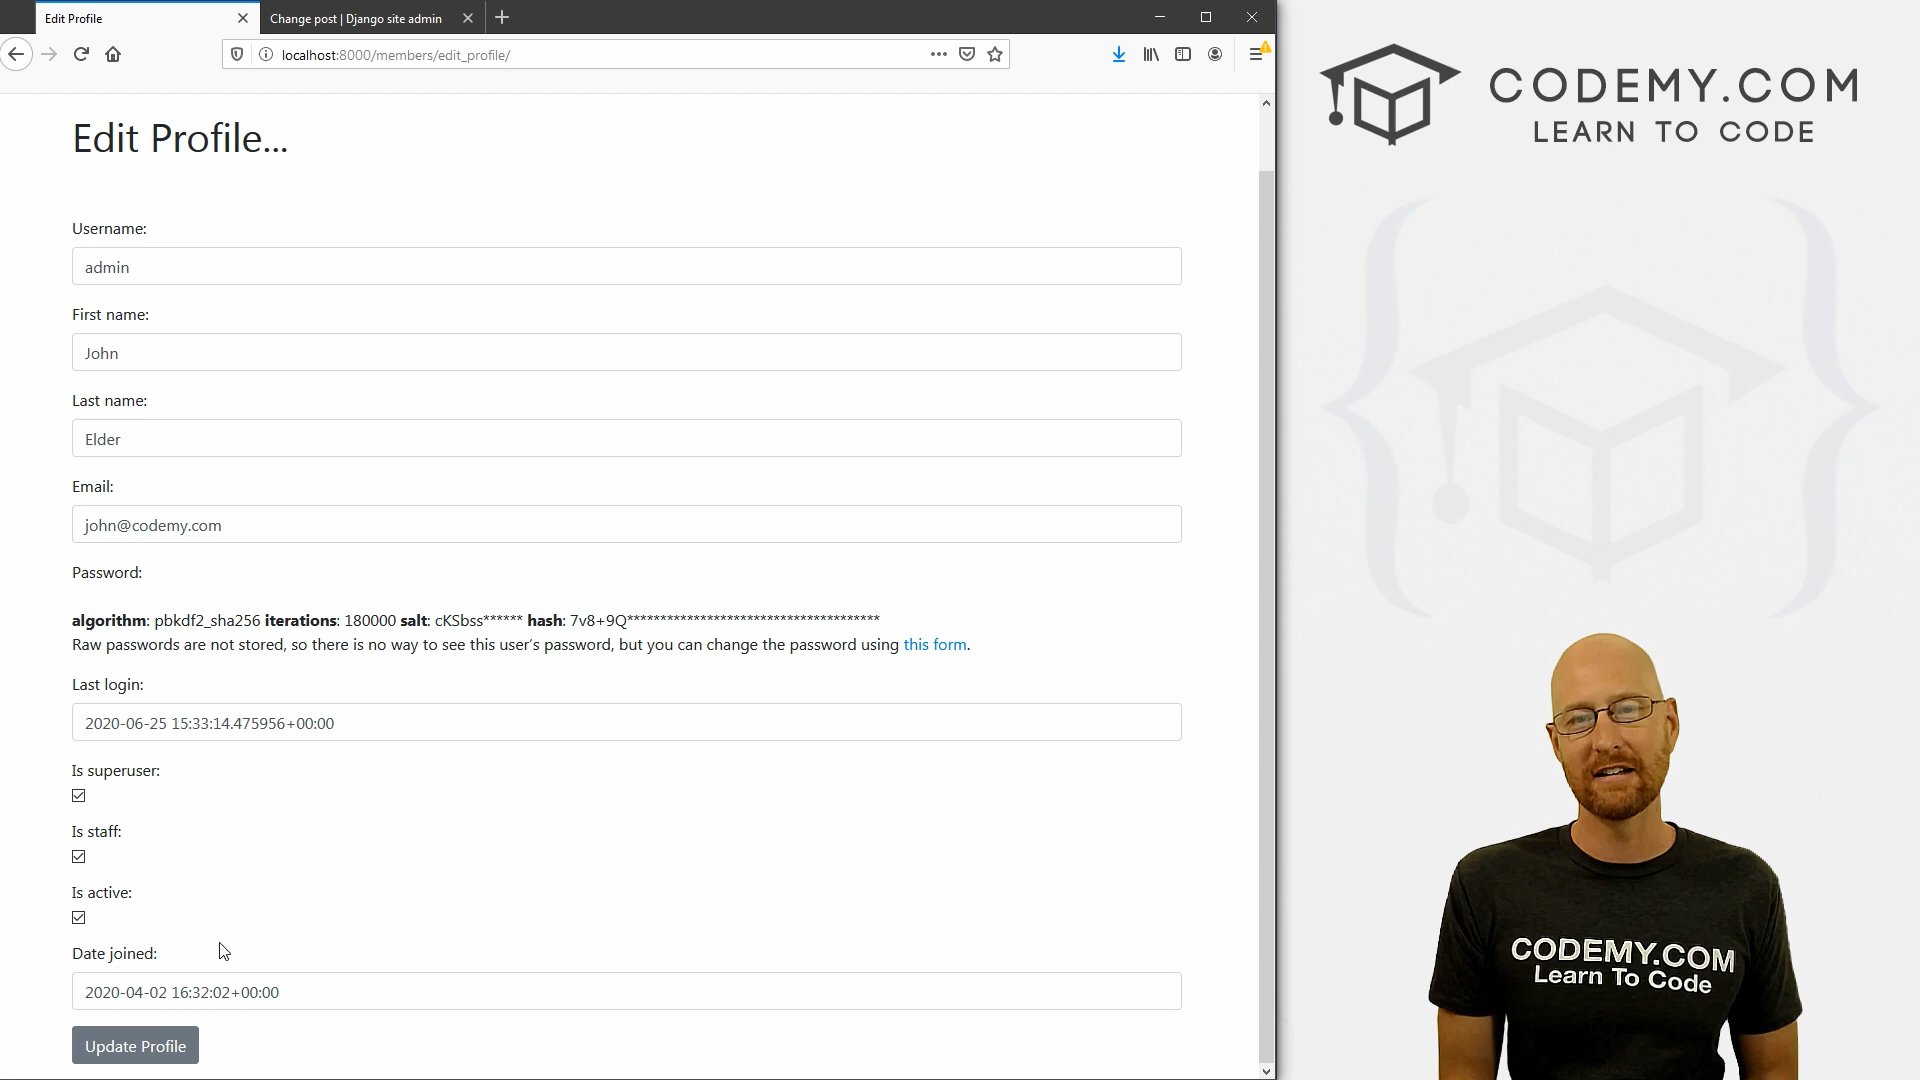 Edit Profile
Change post | Django site admin
localhost:8000/members/edit_profile/
Edit Profile...
Username:
admin
First name:
John
Last name:
Elder
Email:
john@codemy.com
Password:
algorithm: pbkdf2_sha256 iterations: 180000 salt: cKSbss****** hash: 7v8+9Q**************************************
Raw passwords are not stored, so there is no way to see this user’s password, but you can change the password using this form.
Last login:
2020-06-25 15:33:14.475956+00:00
Is superuser:
Is staff:
Is active:
Date joined:
2020-04-02 16:32:02+00:00
Update Profile
CODEMY.COM
LEARN TO CODE
CODEMY.COM
Learn To Code